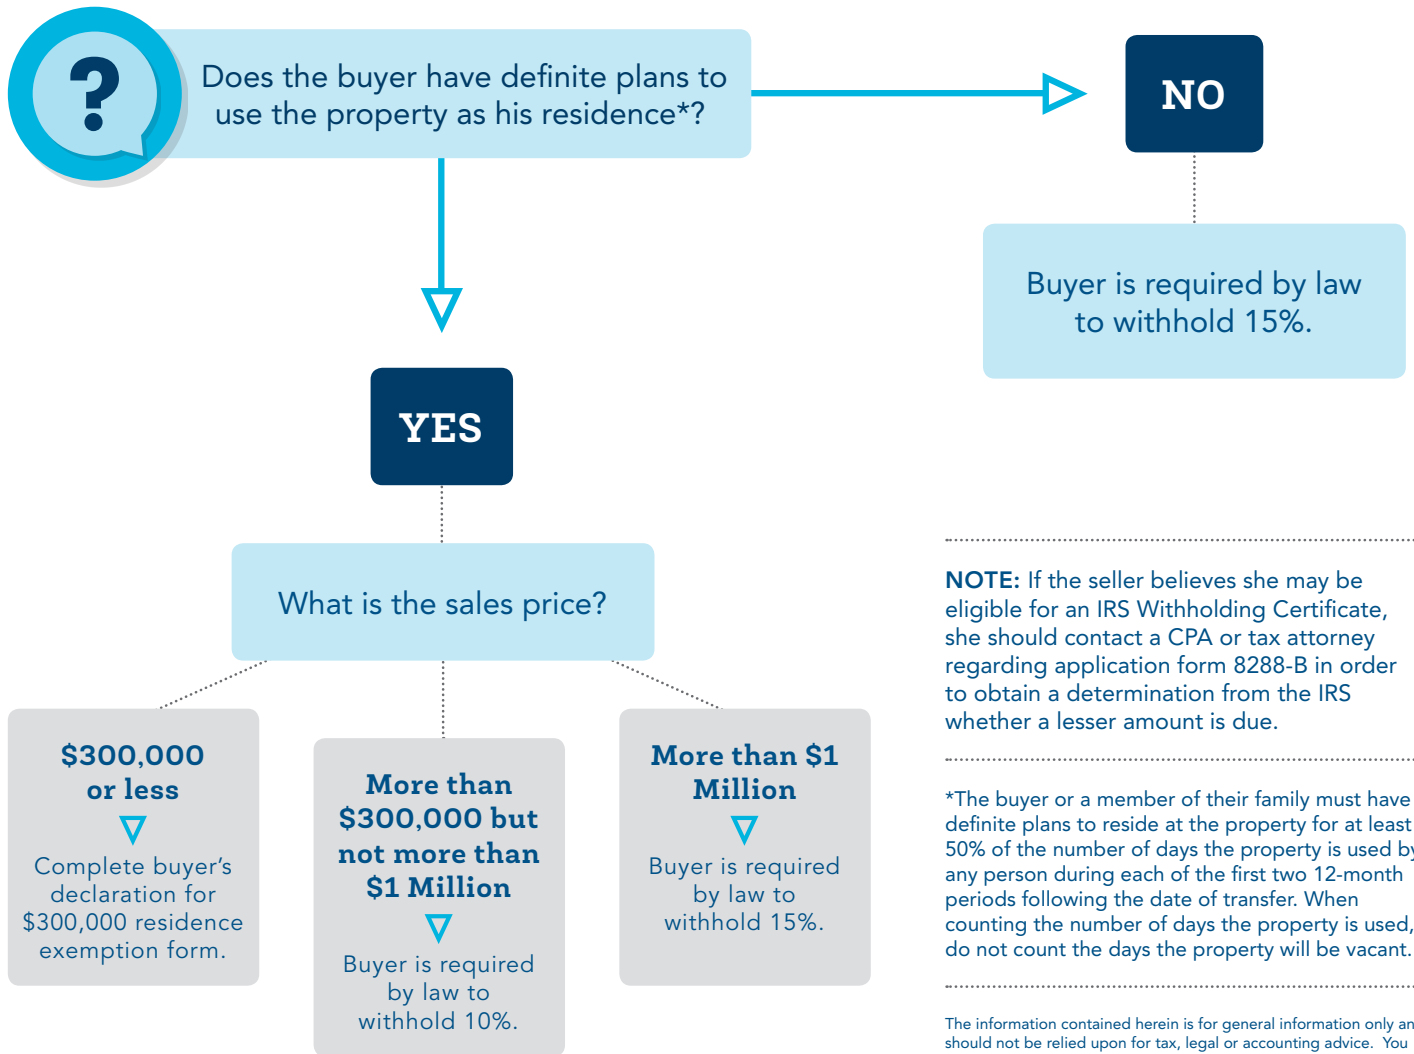 ?
Does the buyer have definite plans to
use the property as his residence*?
NO
Buyer is required by law
to withhold 15%.
YES
What is the sales price?
$300,000
or less
Complete buyer's
declaration for
$300,000 residence
exemption form.
More than
$300,000 but
not more than
$1 Million
Buyer is required
by law to
withhold 10%.
More than $1
Million
Buyer is required
by law to
withhold 15%.
NOTE: If the seller believes she may be
eligible for an IRS Withholding Certificate,
she should contact a CPA or tax attorney
regarding application form 8288-B in order
to obtain a determination from the IRS
whether a lesser amount is due.
*The buyer or a member of their family must have
definite plans to reside at the property for at least
50% of the number of days the property is used by
any person during each of the first two 12-month
periods following the date of transfer. When
counting the number of days the property is used,
do not count the days the property will be vacant.
The information contained herein is for general information only an
should not be relied upon for tax, legal or accounting advice. You